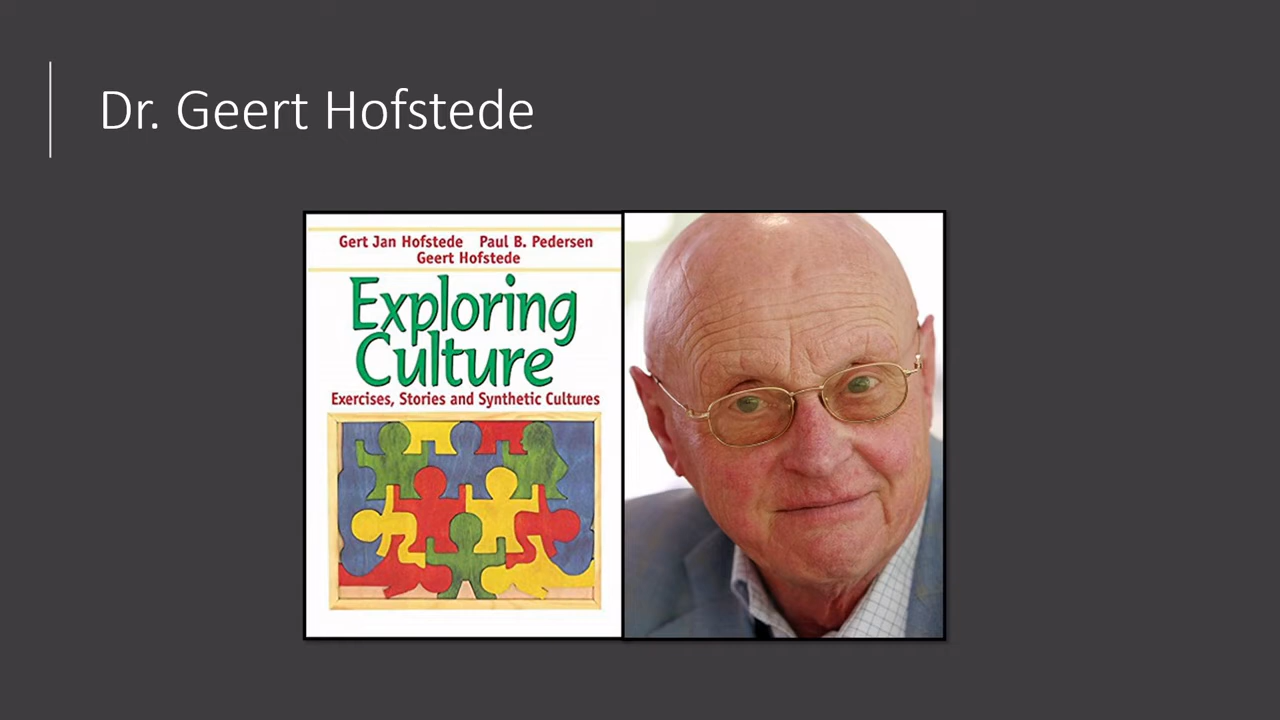 Dr. Geert Hofstede
Gert Jan Hofstede Paul B. Pedersen
Geert Hofstede
Exploring
Culture
Exercises, Stories and Synthetic Cultures